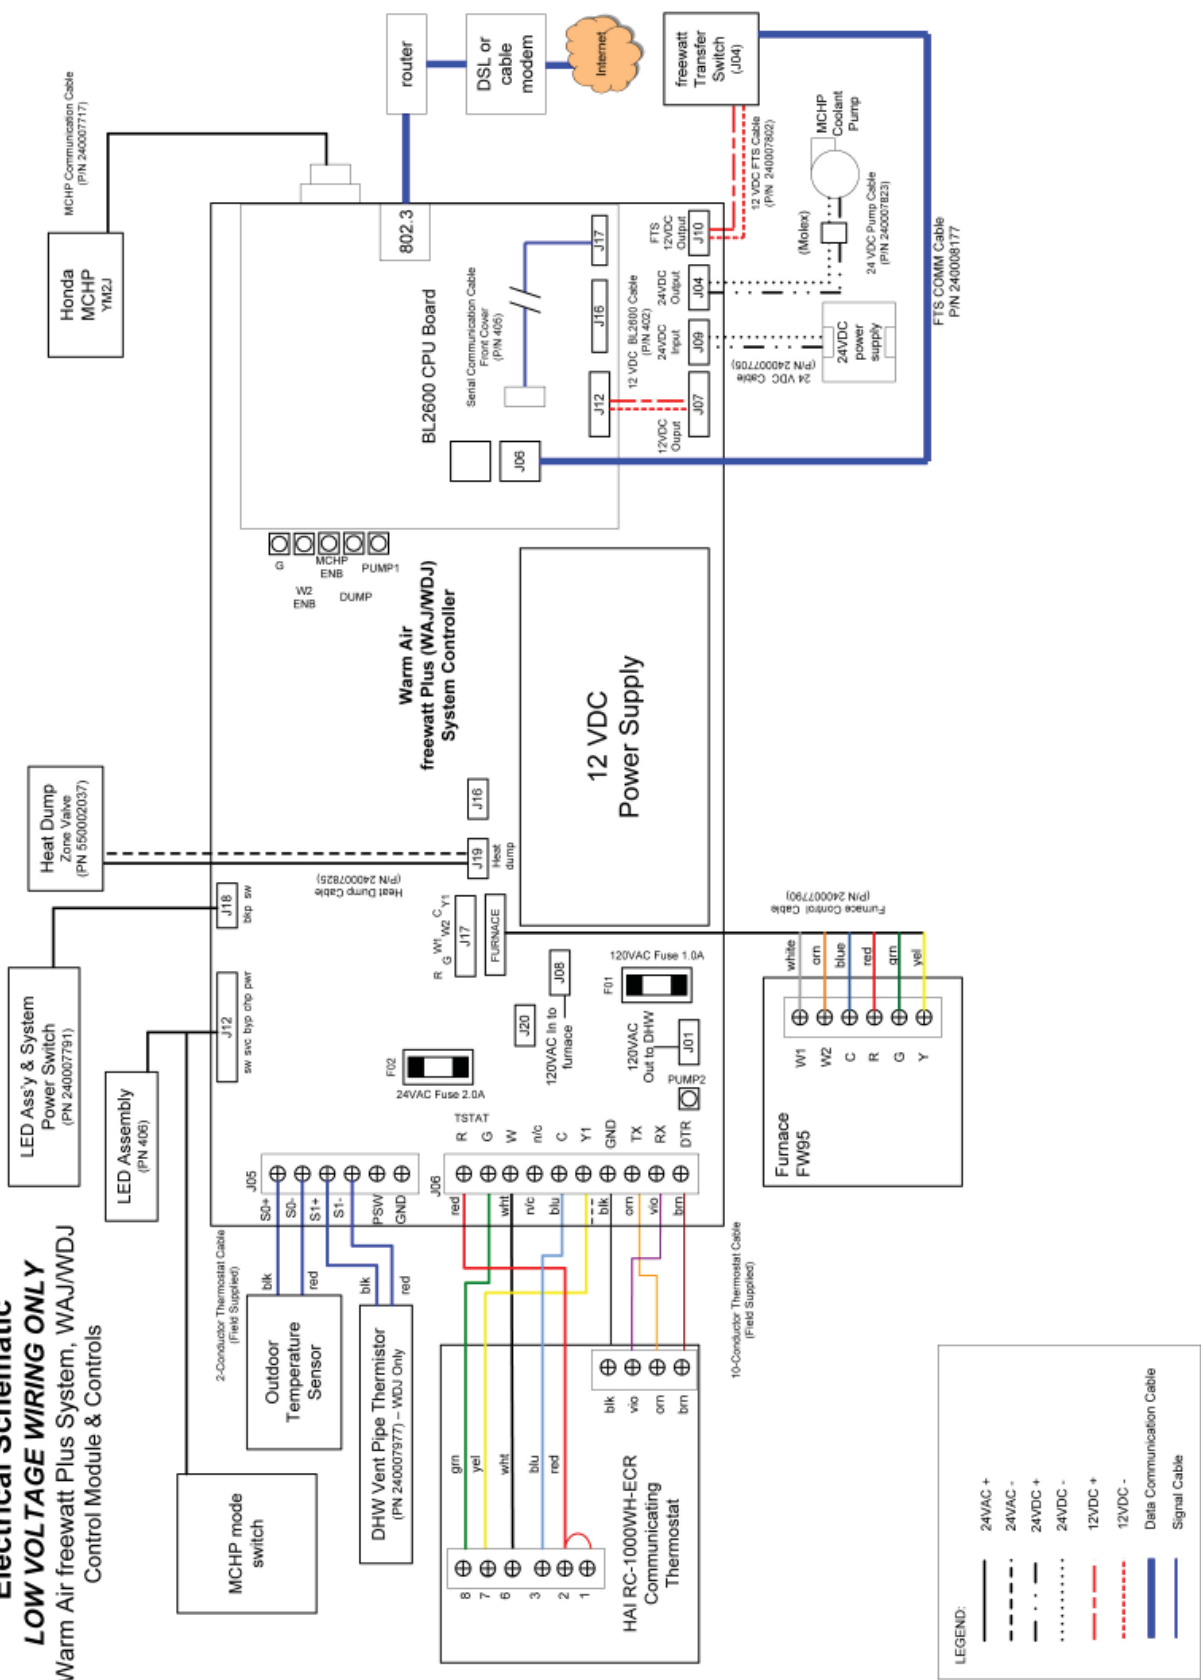 Electrical Schematic
LOW VOLTAGE WIRING ONLY
Warm Air freewatt Plus System, WAJ/WDJ
Control Module & Controls
LED Ass'y & System
Power Switch
(PN 240007791)
LED Assembly
(PN 406)
Heat Dump
Zone Valve
(PN 550002037)
Honda
MCHP
YM2J
MCHP Communication Cable
(P/N 240007717)
router
DSL or
cable
modem
Internet
freewatt
Transfer
Switch
(J04)
MCHP mode
switch
2-Conductor Thermostat Cable
(Field Supplied)
Outdoor
Temperature
Sensor
blk
red
DHW Vent Pipe Thermistor
(PN 240007977) – WDJ Only
blk
red
J05
S0+
S0-
S1+
S1-
PSW
GND
J12
sw svc byp chp pwr
J18
bkp sw
Heat Dump Cable
(P/N 240007825)
J19
Heat
dump
J16
R W1 C
G W2 Y1
J17
FURNACE
Warm Air
freewatt Plus (WAJ/WDJ)
System Controller
G
W2
ENB
MCHP
ENB
DUMP
PUMP1
802.3
BL2600 CPU Board
Serial Communication Cable
Front Cover
(P/N 405)
J06
J12
J16
J17
12 VDC BL2600 Cable
(P/N 402)
12VDC
Ouput
J07
24VDC
Input
J09
24VDC
Output
J04
FTS
12VDC
Output
J10
12 VDC FTS Cable
(P/N 240007802)
(Molex)
MCHP
Coolant
Pump
24 VDC Pump Cable
(P/N 240007823)
24 VDC Cable
(P/N 240007705)
24VDC
power
supply
FTS COMM Cable
P/N 240008177
12 VDC
Power Supply
F02
24VAC Fuse 2.0A
J20
120VAC In to
furnace
J08
F01
120VAC Fuse 1.0A
120VAC
Out to DHW
J01
PUMP2
J06
TSTAT
R
G
W
n/c
C
Y1
GND
TX
RX
DTR
red
grn
wht
n/c
blu
yel
blk
orn
vio
brn
10-Conductor Thermostat Cable
(Field Supplied)
HAI RC-1000WH-ECR
Communicating
Thermostat
8
7
6
3
2
1
grn
yel
wht
blu
red
blk
vio
orn
brn
Furnace
FW95
W1
W2
C
R
G
Y
white
orn
blue
red
grn
yel
Furnace Control Cable
(P/N 240007790)
LEGEND:
24VAC +
24VAC -
24VDC +
24VDC -
12VDC +
12VDC -
Data Communication Cable
Signal Cable